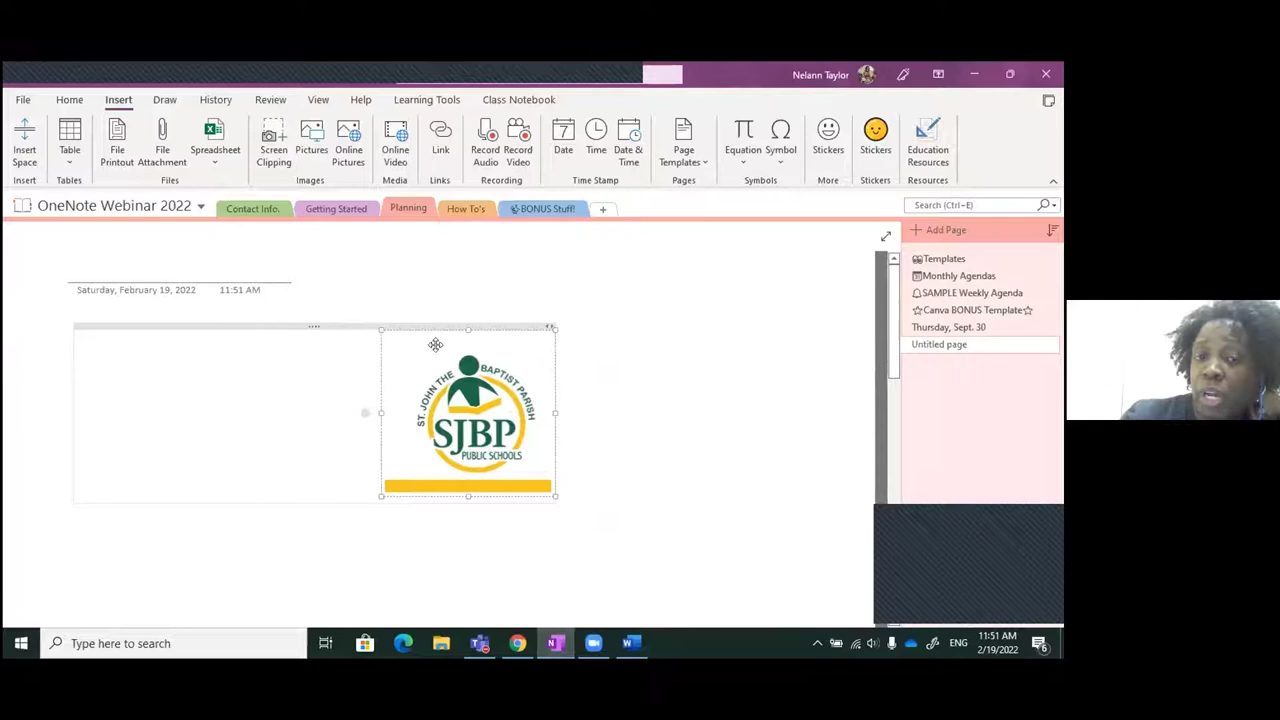 Nelann Taylor
File Home Insert Draw History Review View Help Learning Tools Class Notebook
Insert Space
Table
File Printout
File Attachment
Spreadsheet
Screen Clipping
Pictures
Online Pictures
Online Video
Link
Record Audio
Record Video
Date
Time
Date & Time
Page Templates
Equation
Symbol
Stickers
Stickers
Education Resources
Insert Tables Files Images Media Links Recording Time Stamp Pages Symbols More Stickers Resources
OneNote Webinar 2022 Contact Info. Getting Started Planning How To's BONUS Stuff! Search (Ctrl+E)
Add Page
Templates
Monthly Agendas
SAMPLE Weekly Agenda
Canva BONUS Template
Thursday, Sept. 30
Untitled page
Saturday, February 19, 2022 11:51 AM
ST. JOHN THE BAPTIST PARISH
SJBP
PUBLIC SCHOOLS
Type here to search
ENG
11:51 AM
2/19/2022
6